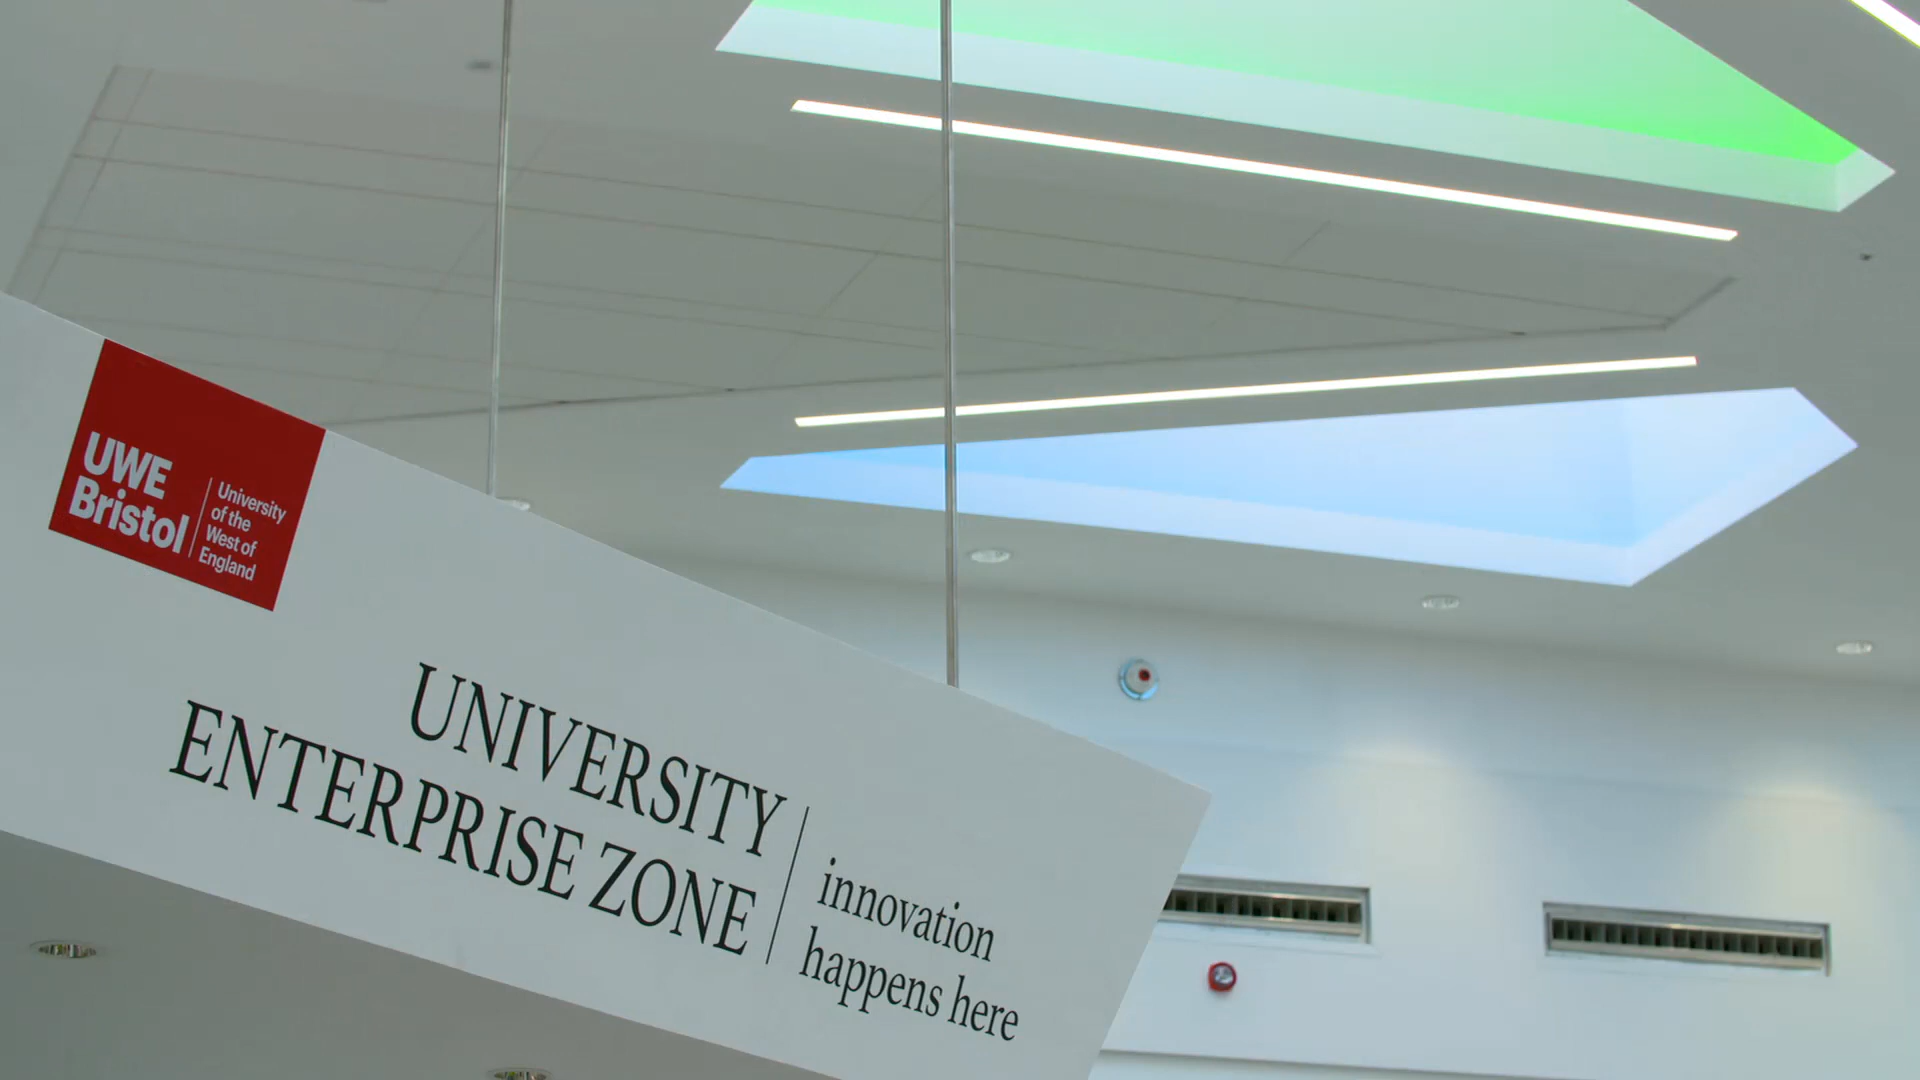 UWE
Bristol
University
of the
West of
England
UNIVERSITY
ENTERPRISE ZONE
innovation
happens here